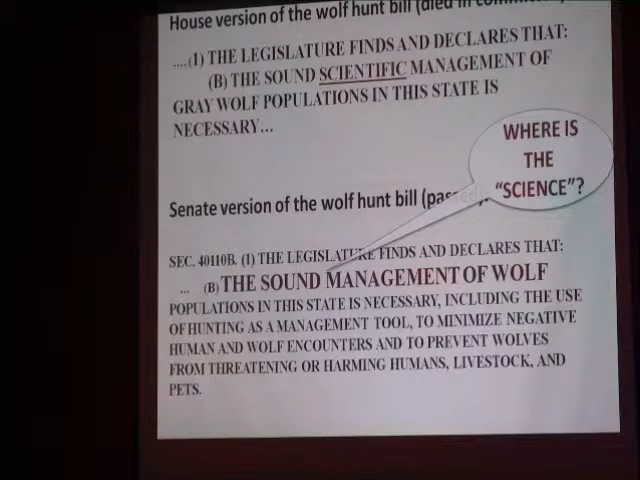 House version of the wolf hunt bill (died in
....(1) THE LEGISLATURE FINDS AND DECLARES THAT:
(B) THE SOUND SCIENTIFIC MANAGEMENT OF
GRAY WOLF POPULATIONS IN THIS STATE IS
NECESSARY...
WHERE IS
THE
"SCIENCE"?
Senate version of the wolf hunt bill
SEC. 40110B. (1) THE LEGISLATURE FINDS AND DECLARES THAT:
... (B) THE SOUND MANAGEMENT OF WOLF
POPULATIONS IN THIS STATE IS NECESSARY, INCLUDING THE USE
OF HUNTING AS A MANAGEMENT TOOL, TO MINIMIZE NEGATIVE
HUMAN AND WOLF ENCOUNTERS AND TO PREVENT WOLVES
FROM THREATENING OR HARMING HUMANS, LIVESTOCK, AND
PETS.